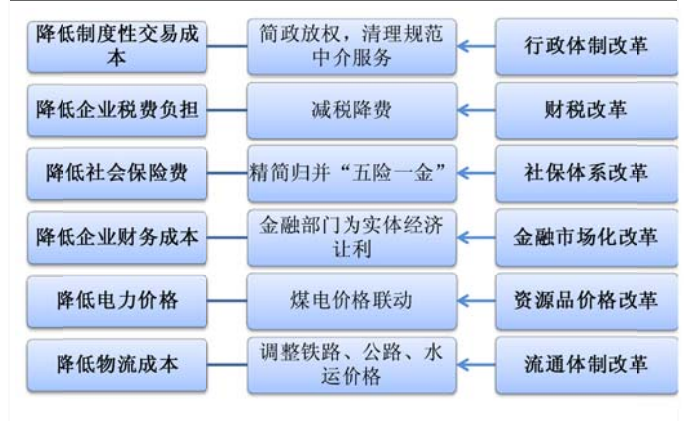 降低制度性交易成
本
简政放权，清理规范
中介服务
行政体制改革
降低企业税费负担
减税降费
财税改革
降低社会保险费
精简归并“五险一金”
社保体系改革
降低企业财务成本
金融部门为实体经济
让利
金融市场化改革
降低电力价格
煤电价格联动
资源品价格改革
降低物流成本
调整铁路、公路、水
运价格
流通体制改革